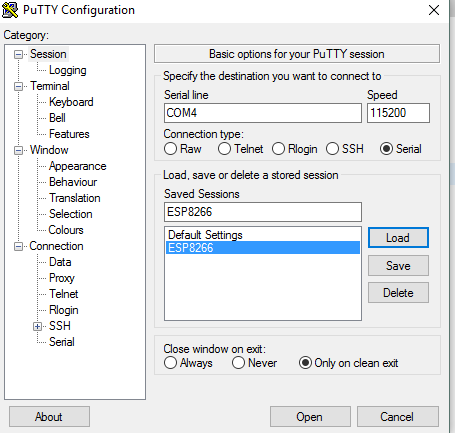 PuTTY Configuration
Category:
Session
Logging
Terminal
Keyboard
Bell
Features
Window
Appearance
Behaviour
Translation
Selection
Colours
Connection
Data
Proxy
Telnet
Rlogin
SSH
Serial
Basic options for your PuTTY session
Specify the destination you want to connect to
Serial line Speed
COM4 115200
Connection type:
Raw Telnet Rlogin SSH Serial
Load, save or delete a stored session
Saved Sessions
ESP8266
Default Settings
ESP8266
Load
Save
Delete
Close window on exit:
Always Never Only on clean exit
About Open Cancel